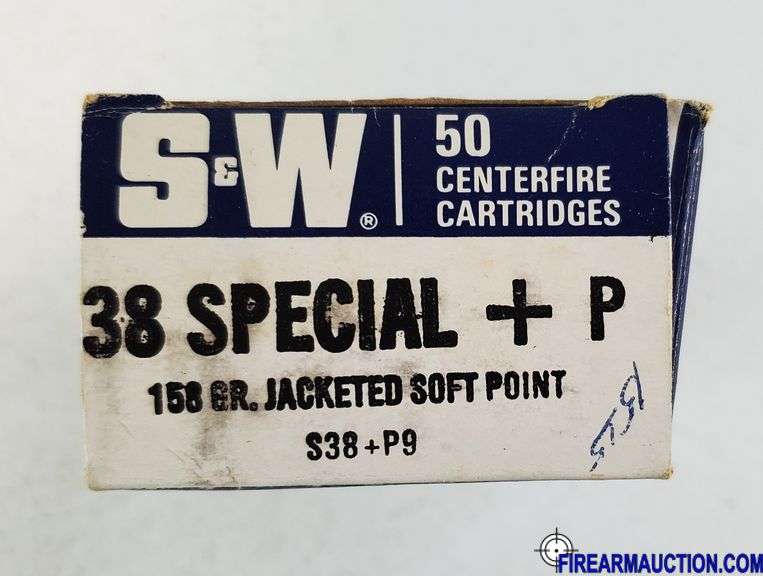 S&W®
50
CENTERFIRE
CARTRIDGES
38 SPECIAL + P
158 GR. JACKETED SOFT POINT
S38+P9
FIREARMAUCTION.COM